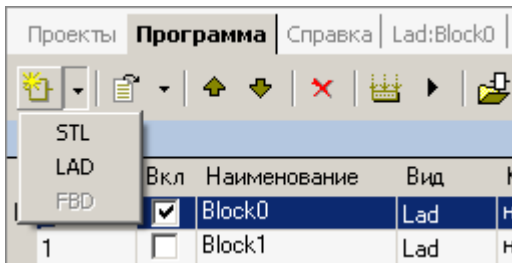 Проекты Программа Справка Lad:Block0
STL
LAD
FBD
Вкл Наименование Вид
Block0 Lad
1 Block1 Lad